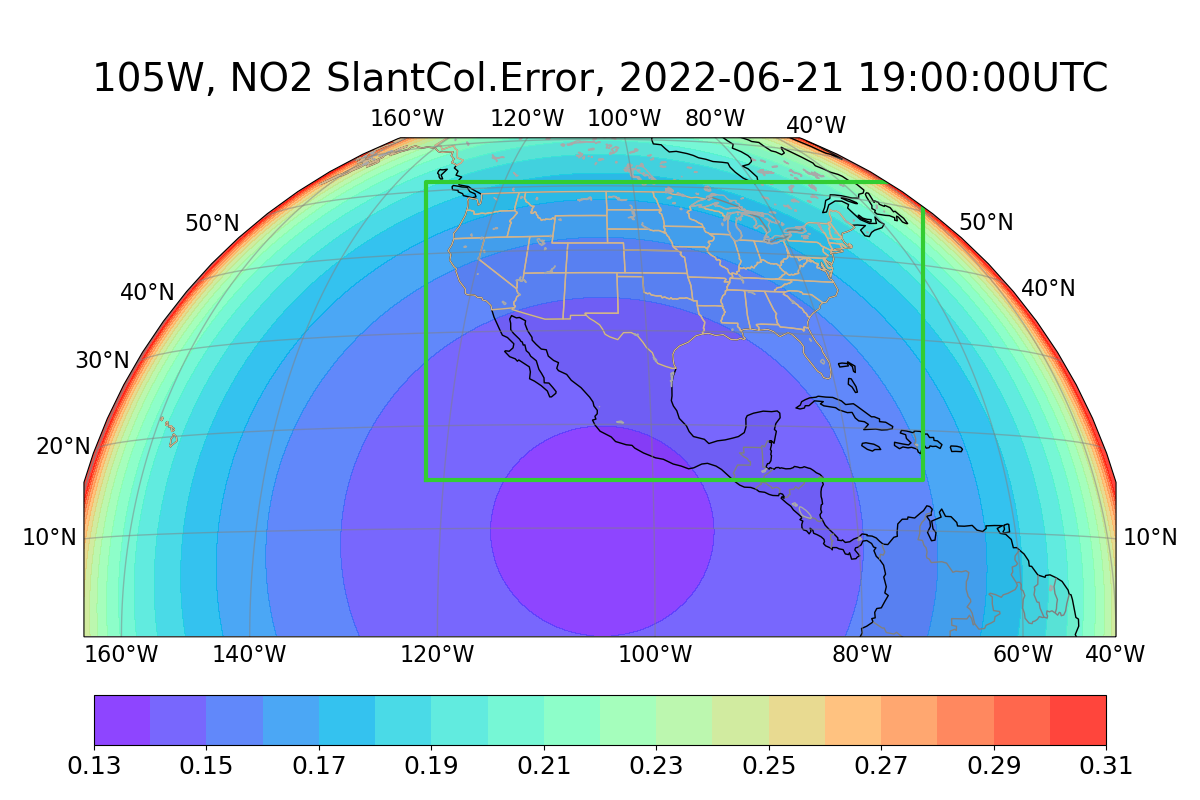 105W, NO2 SlantCol.Error, 2022-06-21 19:00:00UTC
160°W 120°W 100°W 80°W 40°W
50°N 50°N
40°N 40°N
30°N
20°N
10°N 10°N
160°W 140°W 120°W 100°W 80°W 60°W 40°W
0.13 0.15 0.17 0.19 0.21 0.23 0.25 0.27 0.29 0.31